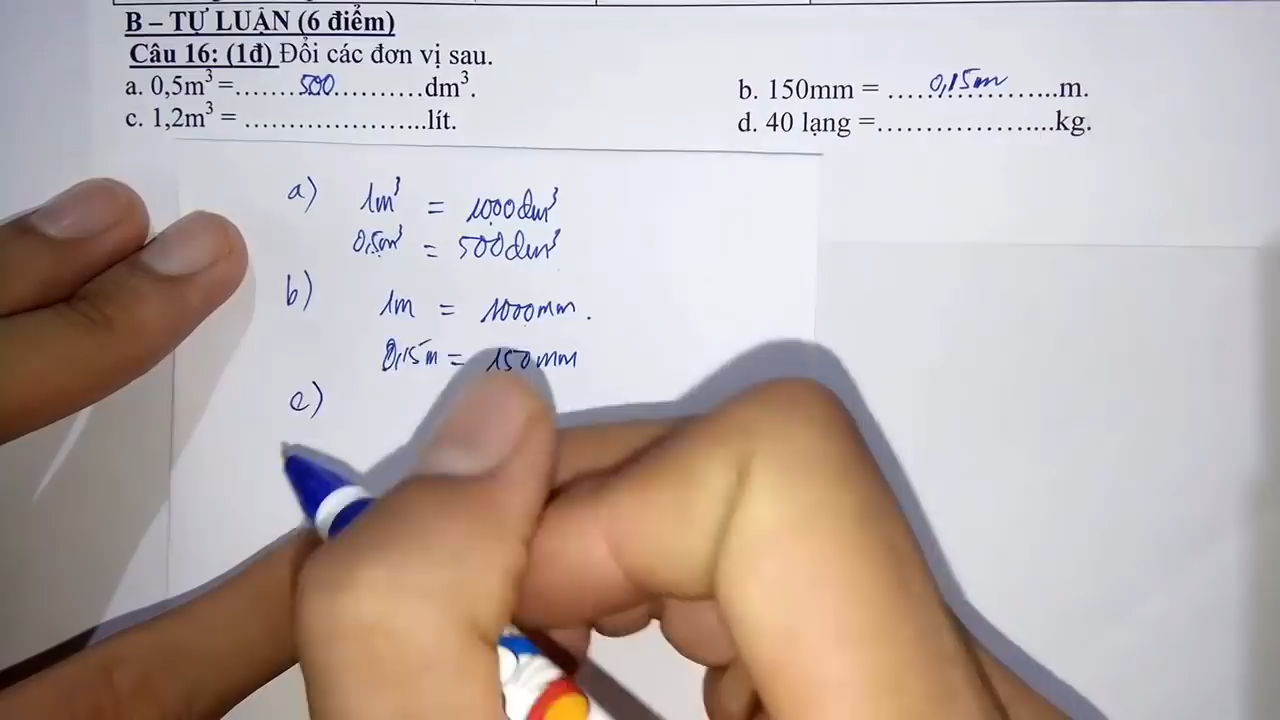 B – TỰ LUẬN (6 điểm)
Câu 16: (1đ) Đổi các đơn vị sau.
a. 0,5m³ =.......500..........dm³.
b. 150mm = ....0,15m.........m.
c. 1,2m³ = .....................lít.
d. 40 lạng =....................kg.
a) 1m³ = 1000dm³
0,5m³ = 500dm³
b) 1m = 1000mm.
0,15m = 150mm
c)